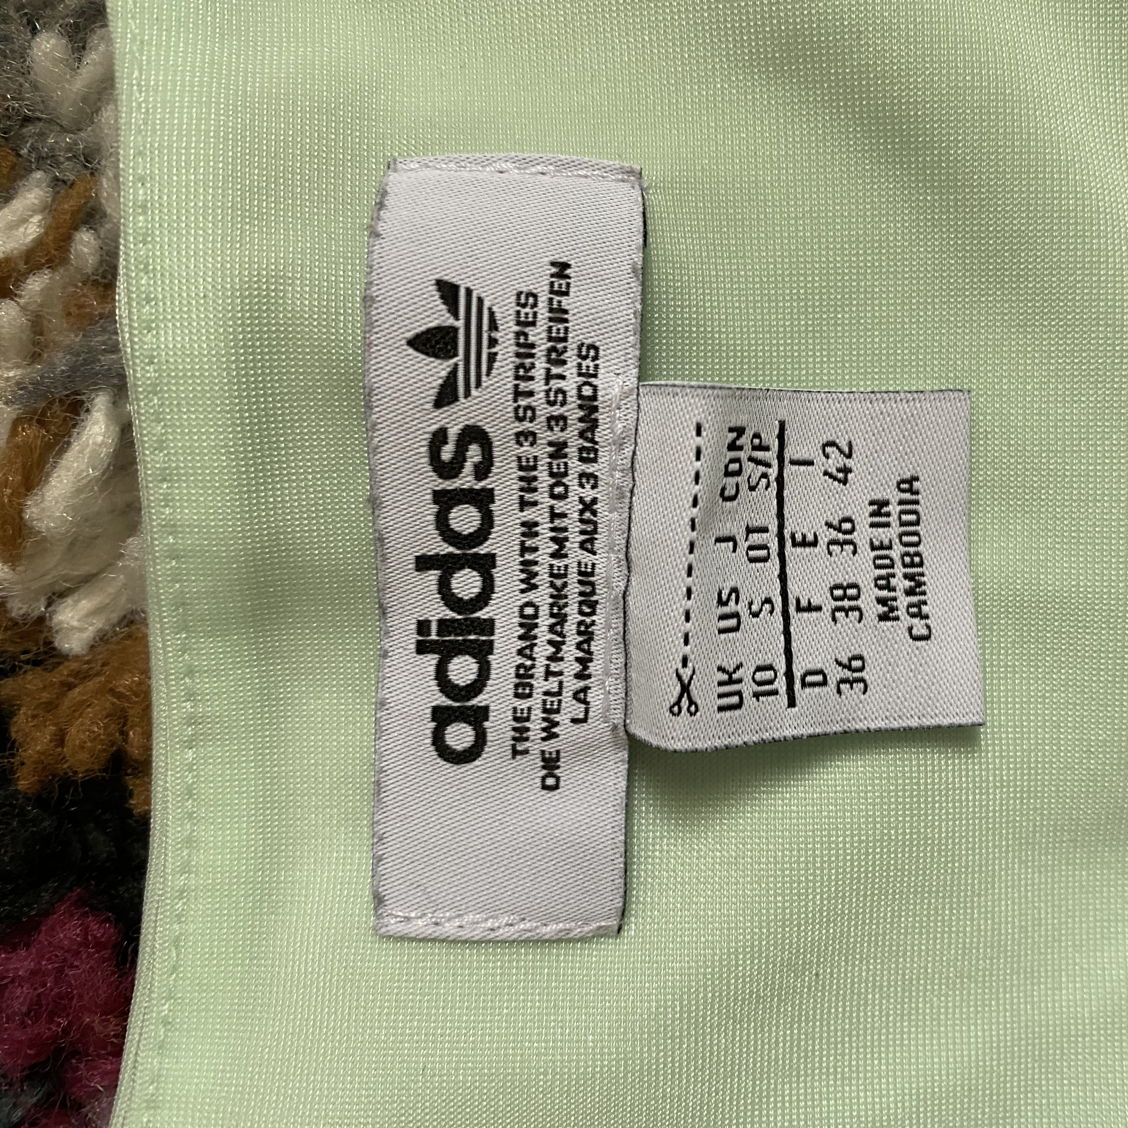 adidas
THE BRAND WITH THE 3 STRIPES
DIE WELTMARKE MIT DEN 3 STREIFEN
LA MARQUE AUX 3 BANDES
UK US J CDN
10 S OT S/P
D F E I
36 38 36 42
MADE IN
CAMBODIA